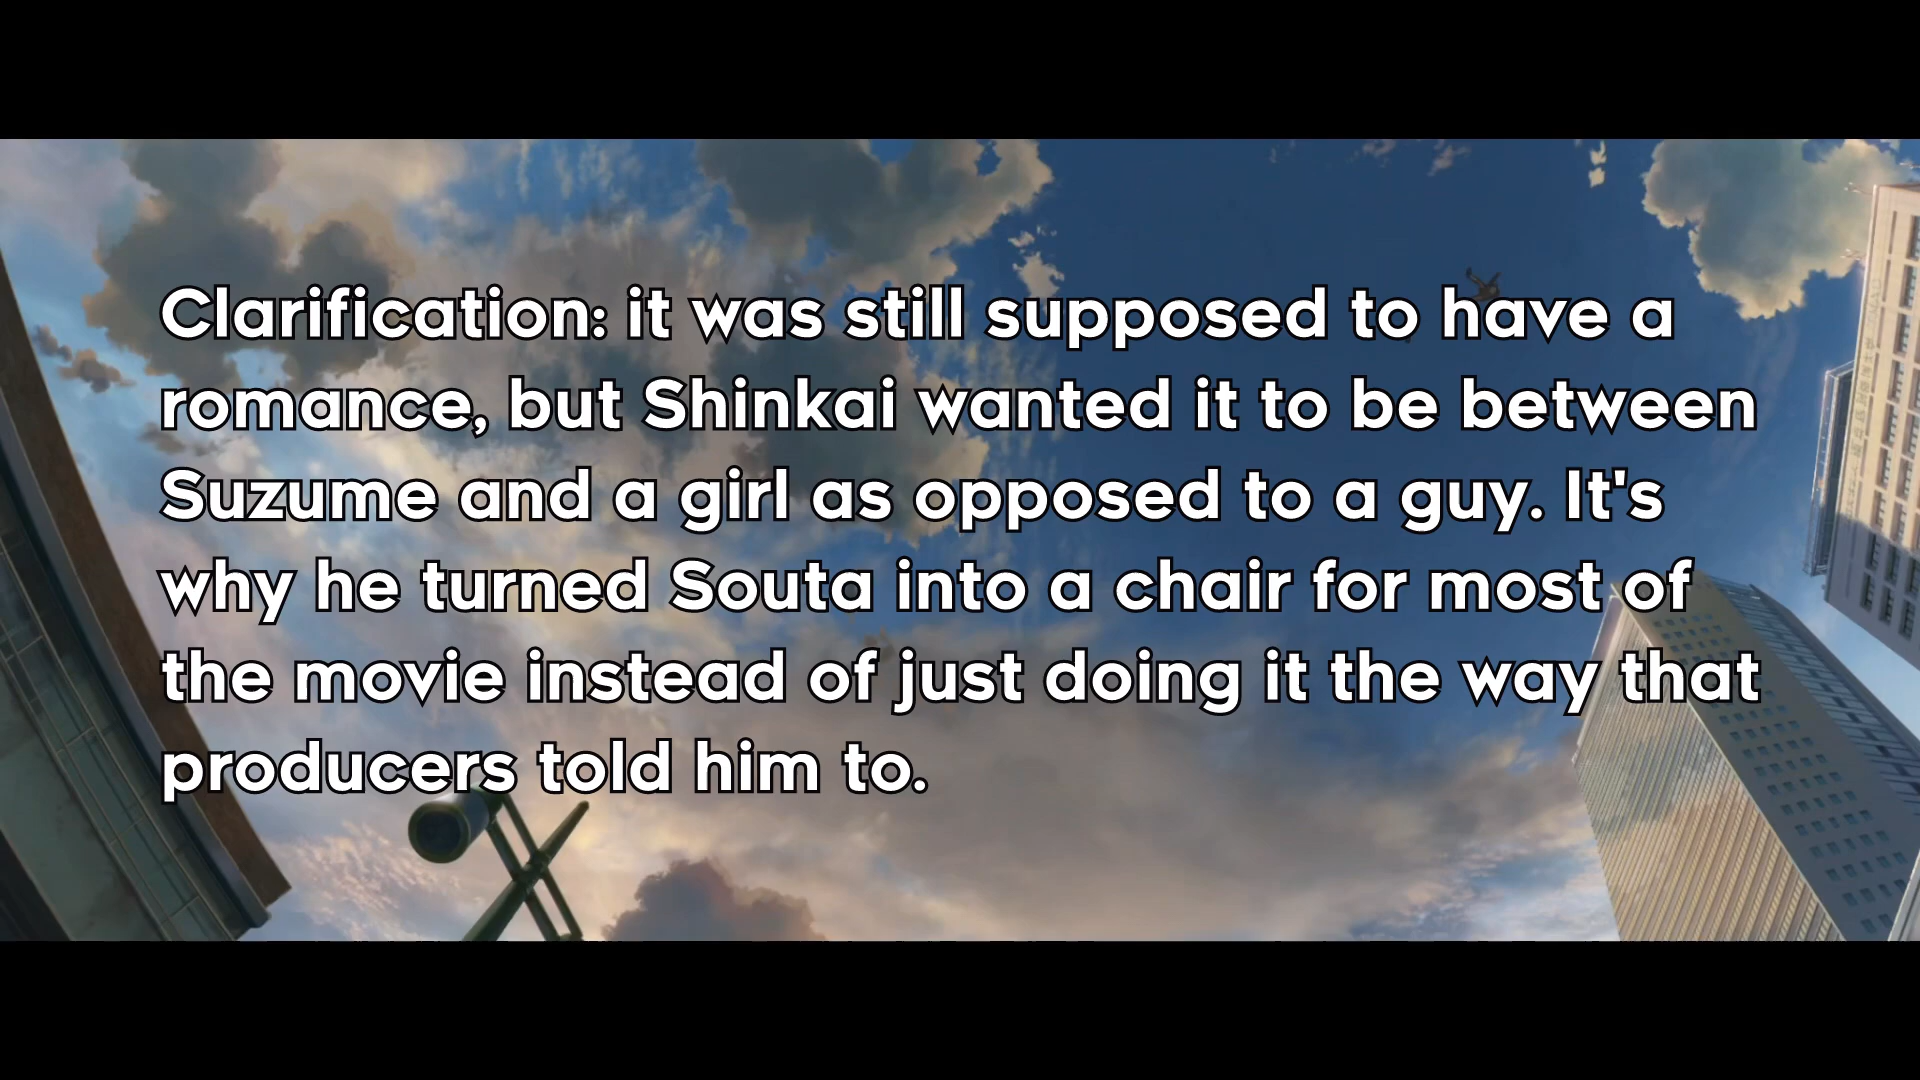 Clarification: it was still supposed to have a
romance, but Shinkai wanted it to be between
Suzume and a girl as opposed to a guy. It's
why he turned Souta into a chair for most of
the movie instead of just doing it the way that
producers told him to.